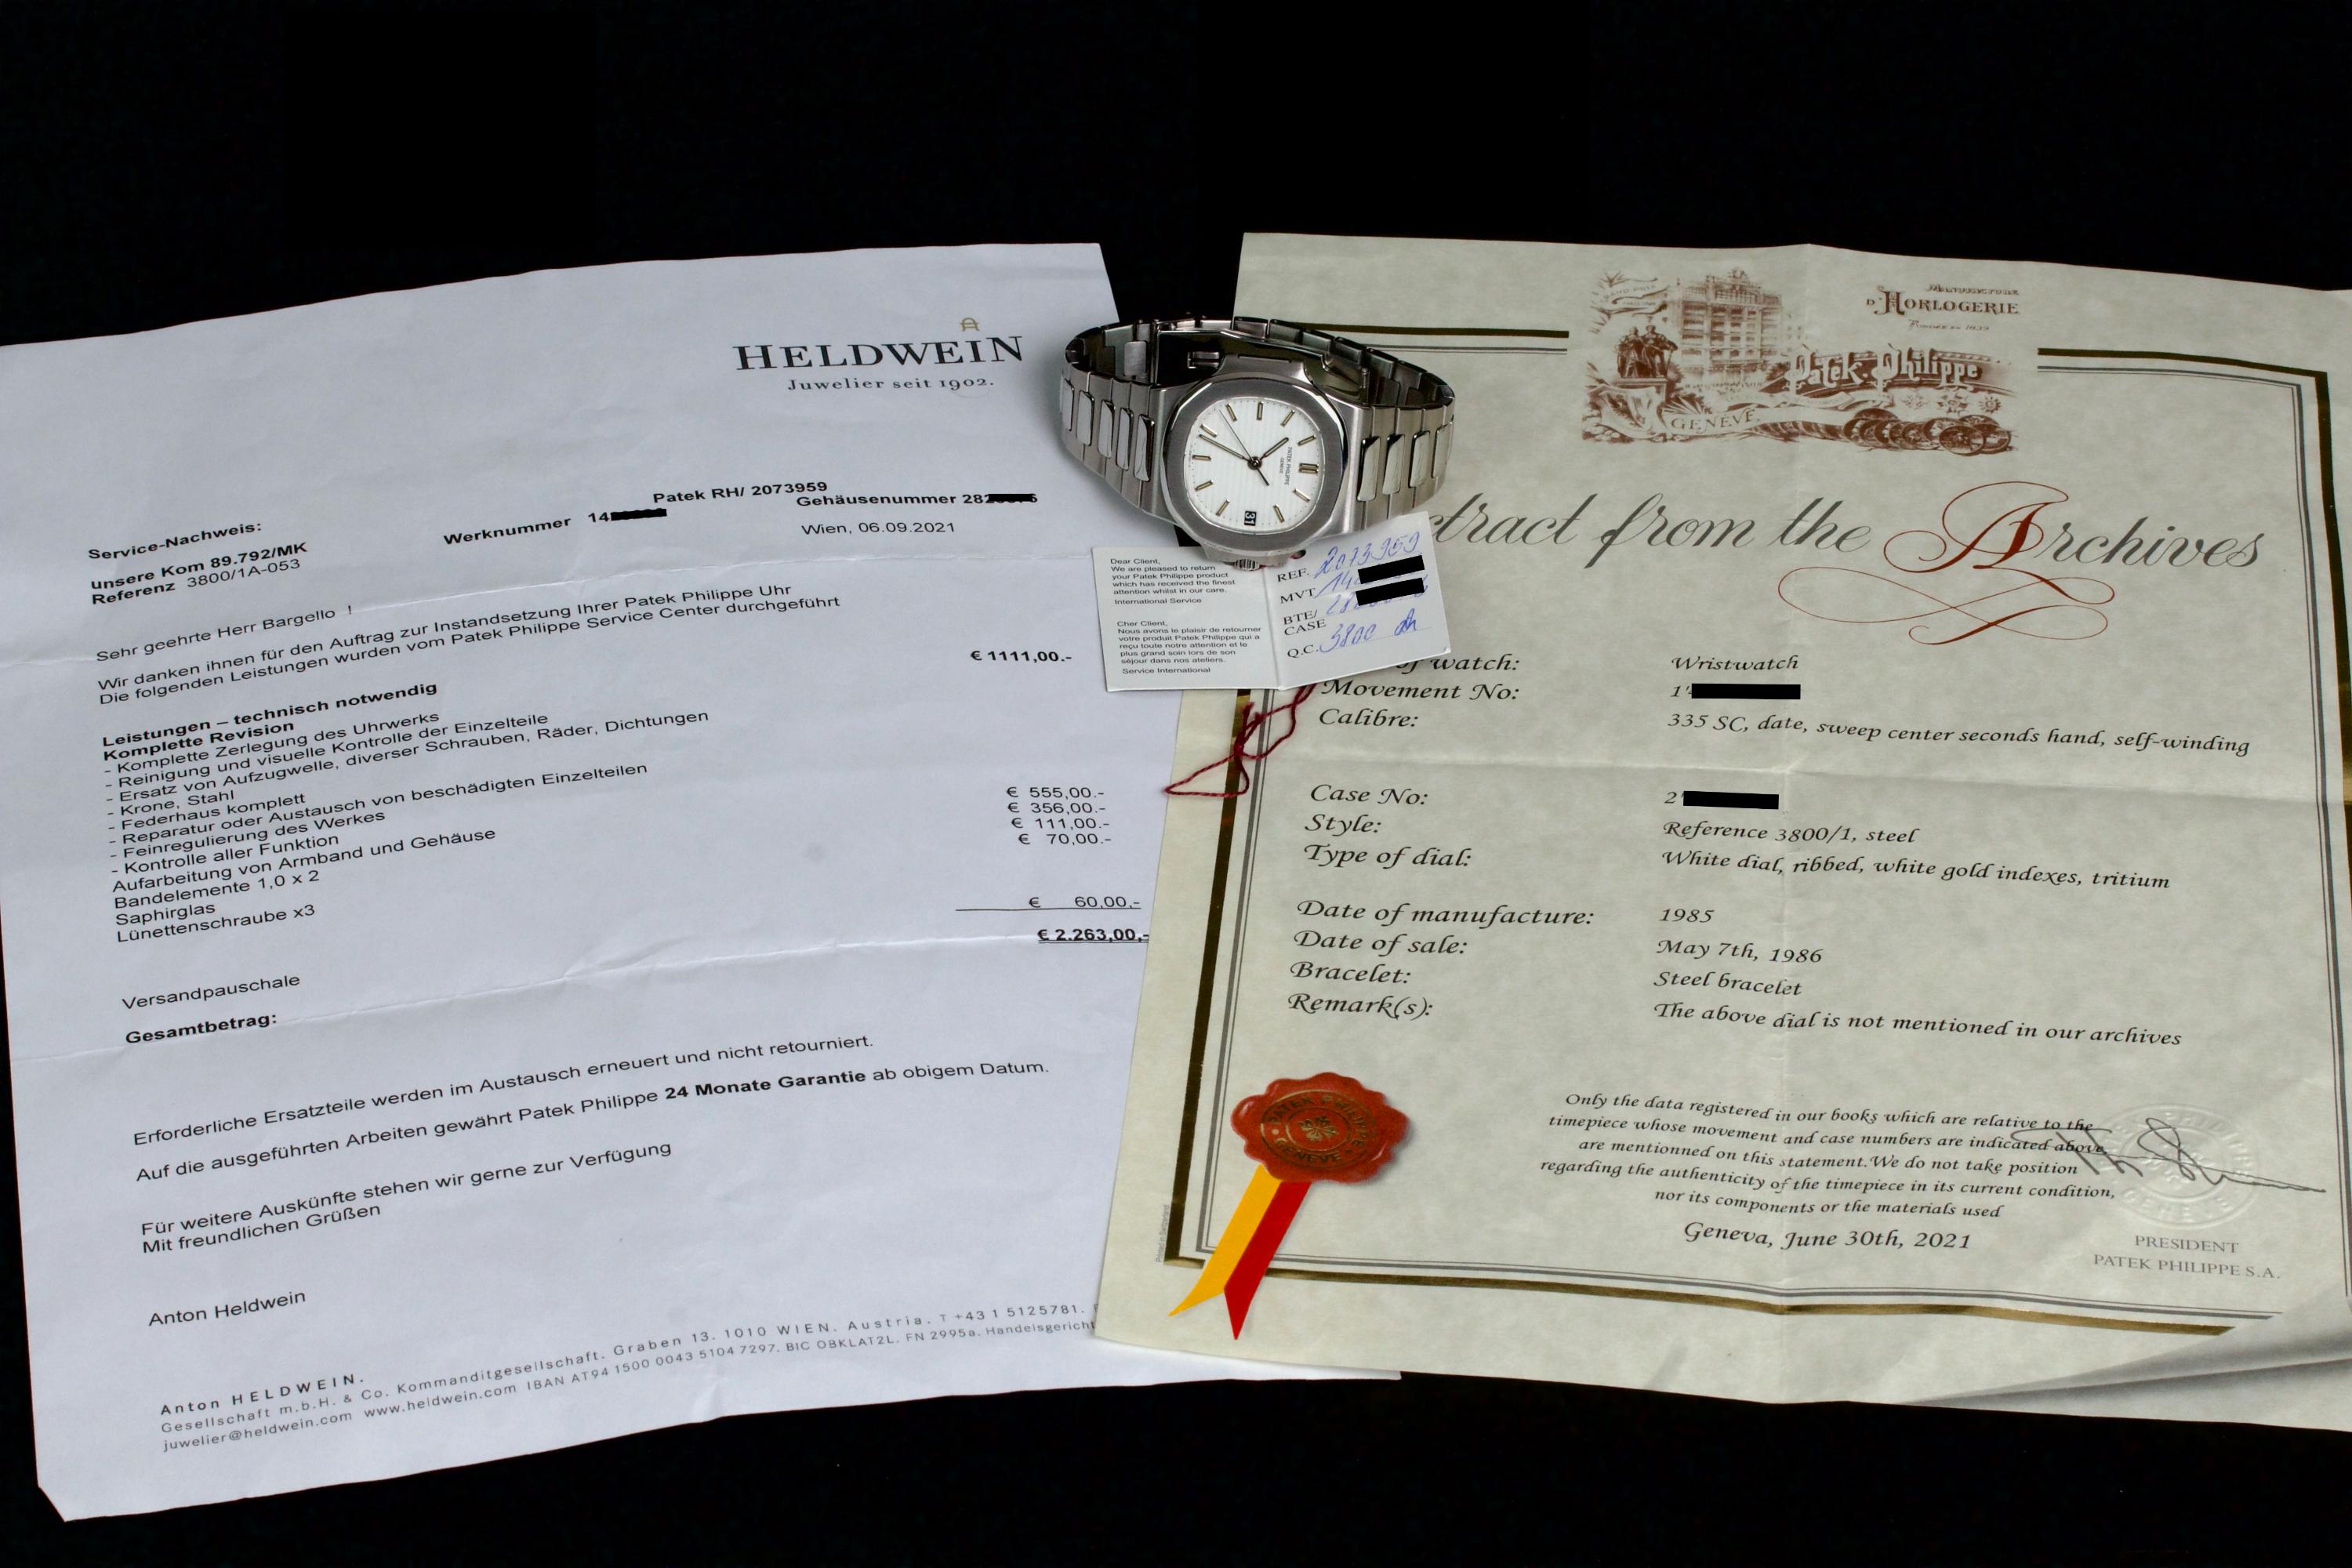 HELDWEIN
Juwelier seit 1902.
Patek RH/ 2073959
Service-Nachweis: Werknummer 14 Gehäusenummer 28
Wien, 06.09.2021
unsere Kom 89.792/MK
Referenz 3800/1A-053
Sehr geehrte Herr Bargello !
Wir danken ihnen für den Auftrag zur Instandsetzung Ihrer Patek Philippe Uhr
Die folgenden Leistungen wurden vom Patek Philippe Service Center durchgeführt
€ 1111,00.-
Leistungen – technisch notwendig
Komplette Revision
- Komplette Zerlegung des Uhrwerks
- Reinigung und visuelle Kontrolle der Einzelteile
- Ersatz von Aufzugwelle, diverser Schrauben, Räder, Dichtungen
- Krone, Stahl
- Federhaus komplett
- Reparatur oder Austausch von beschädigten Einzelteilen
- Feinregulierung des Werkes
- Kontrolle aller Funktion
Aufarbeitung von Armband und Gehäuse € 555,00.-
Bandelemente 1,0 x 2 € 356,00.-
Saphirglas € 111,00.-
Lünettenschraube x3 € 70,00.-
Versandpauschale € 60,00.-
Gesamtbetrag: € 2.263,00,-
Erforderliche Ersatzteile werden im Austausch erneuert und nicht retourniert.
Auf die ausgeführten Arbeiten gewährt Patek Philippe 24 Monate Garantie ab obigem Datum.
Für weitere Auskünfte stehen wir gerne zur Verfügung
Mit freundlichen Grüßen
Anton Heldwein
Anton HELDWEIN.
Gesellschaft m.b.H. & Co. Kommanditgesellschaft. Graben 13. 1010 WIEN. Austria. T +43 1 5125781.
juwelier@heldwein.com www.heldwein.com IBAN AT94 1500 0043 5104 7297. BIC OBKLAT2L. FN 2995a. Handelsgericht
PATEK PHILIPPE
GENEVE
31
Dear Client,
We are pleased to return
your Patek Philippe product
which has received the finest
attention whilst in our care.
International Service
Cher Client,
Nous avons le plaisir de retourner
votre produit Patek Philippe qui a
reçu toute notre attention et le
plus grand soin lors de son
séjour dans nos ateliers.
Service International
REF. 2073959
MVT 14
BTE/
CASE 28
Q.C. 3800
MANUFACTURE
D'HORLOGERIE
FONDÉE EN 1839
Patek Philippe
GENÈVE
tract from the Archives
of watch: Wristwatch
Movement No: 1'
Calibre: 335 SC, date, sweep center seconds hand, self-winding
Case No: 2'
Style: Reference 3800/1, steel
Type of dial: White dial, ribbed, white gold indexes, tritium
Date of manufacture: 1985
Date of sale: May 7th, 1986
Bracelet: Steel bracelet
Remark(s): The above dial is not mentioned in our archives
Only the data registered in our books which are relative to the
timepiece whose movement and case numbers are indicated above,
are mentionned on this statement. We do not take position
regarding the authenticity of the timepiece in its current condition,
nor its components or the materials used
Geneva, June 30th, 2021
PRESIDENT
PATEK PHILIPPE S.A.
PATEK PHILIPPE
GENEVE